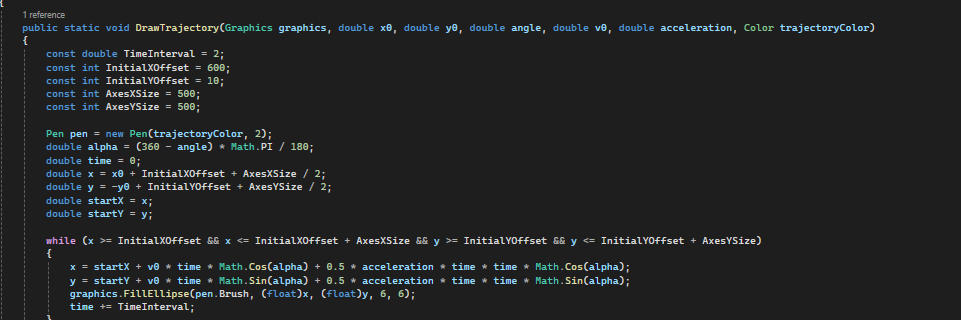 {
1 reference
public static void DrawTrajectory(Graphics graphics, double x0, double y0, double angle, double v0, double acceleration, Color trajectoryColor)
{
const double TimeInterval = 2;
const int InitialXOffset = 600;
const int InitialYOffset = 10;
const int AxesXSize = 500;
const int AxesYSize = 500;
Pen pen = new Pen(trajectoryColor, 2);
double alpha = (360 - angle) * Math.PI / 180;
double time = 0;
double x = x0 + InitialXOffset + AxesXSize / 2;
double y = -y0 + InitialYOffset + AxesYSize / 2;
double startX = x;
double startY = y;
while (x >= InitialXOffset && x <= InitialXOffset + AxesXSize && y >= InitialYOffset && y <= InitialYOffset + AxesYSize)
{
x = startX + v0 * time * Math.Cos(alpha) + 0.5 * acceleration * time * time * Math.Cos(alpha);
y = startY + v0 * time * Math.Sin(alpha) + 0.5 * acceleration * time * time * Math.Sin(alpha);
graphics.FillEllipse(pen.Brush, (float)x, (float)y, 6, 6);
time += TimeInterval;
}